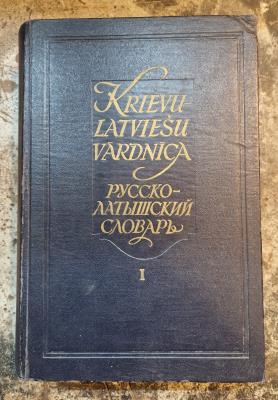 KRIEVU
LATVIEŠU
VĀRDNĪCA
РУССКО-
ЛАТЫШСКИЙ
СЛОВАРЬ
I